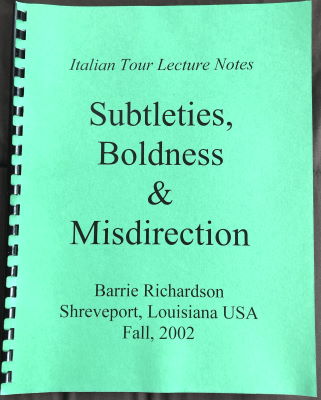 Italian Tour Lecture Notes
Subtleties,
Boldness
&
Misdirection
Barrie Richardson
Shreveport, Louisiana USA
Fall, 2002